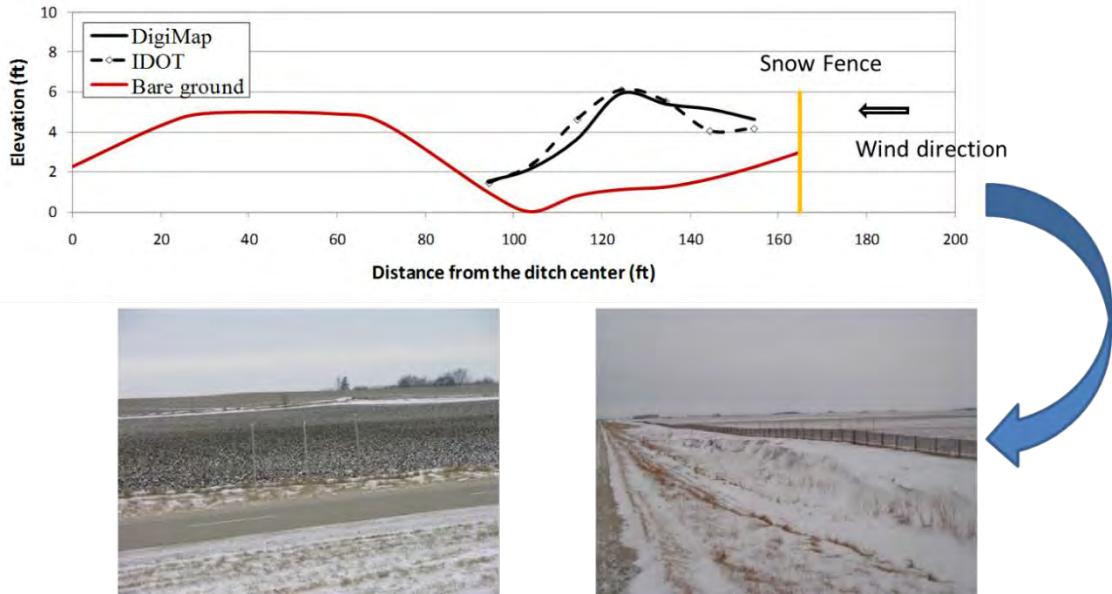 10
8
6
4
2
0
Elevation (ft)
DigiMap
IDOT
Bare ground
Snow Fence
Wind direction
0 20 40 60 80 100 120 140 160 180 200
Distance from the ditch center (ft)